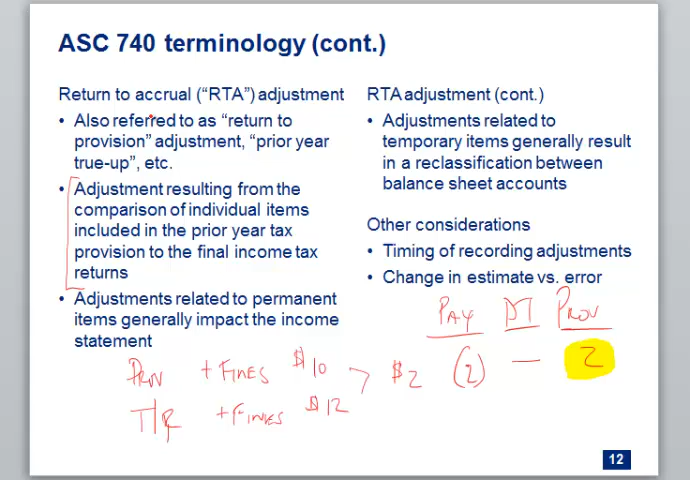 ASC 740 terminology (cont.)
Return to accrual (“RTA”) adjustment
• Also referred to as “return to
provision” adjustment, “prior year
true-up”, etc.
• Adjustment resulting from the
comparison of individual items
included in the prior year tax
provision to the final income tax
returns
• Adjustments related to permanent
items generally impact the income
statement
RTA adjustment (cont.)
• Adjustments related to
temporary items generally result
in a reclassification between
balance sheet accounts
Other considerations
• Timing of recording adjustments
• Change in estimate vs. error
PAY DT PROV
PROV + FINES $10 > $2 (2) — 2
T/R + FINES $12
12